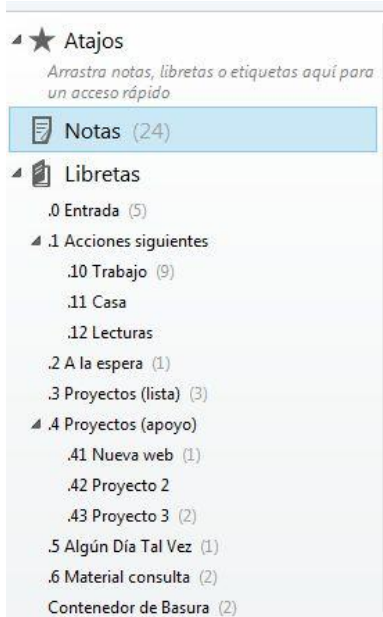 Atajos
Arrastra notas, libretas o etiquetas aquí para
un acceso rápido
Notas (24)
Libretas
.0 Entrada (5)
.1 Acciones siguientes
.10 Trabajo (9)
.11 Casa
.12 Lecturas
.2 A la espera (1)
.3 Proyectos (lista) (3)
.4 Proyectos (apoyo)
.41 Nueva web (1)
.42 Proyecto 2
.43 Proyecto 3 (2)
.5 Algún Día Tal Vez (1)
.6 Material consulta (2)
Contenedor de Basura (2)